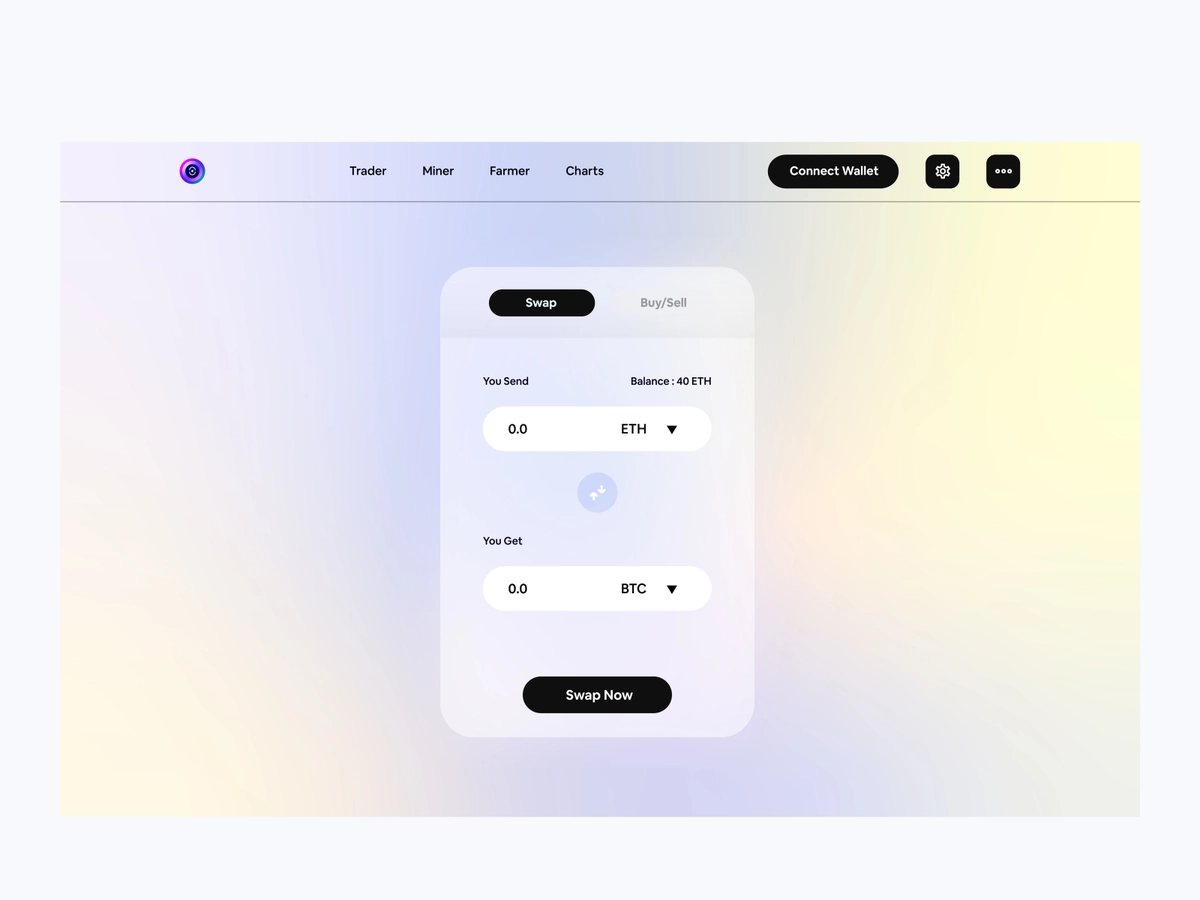 Trader Miner Farmer Charts Connect Wallet
Swap Buy/Sell
You Send Balance : 40 ETH
0.0 ETH
You Get
0.0 BTC
Swap Now